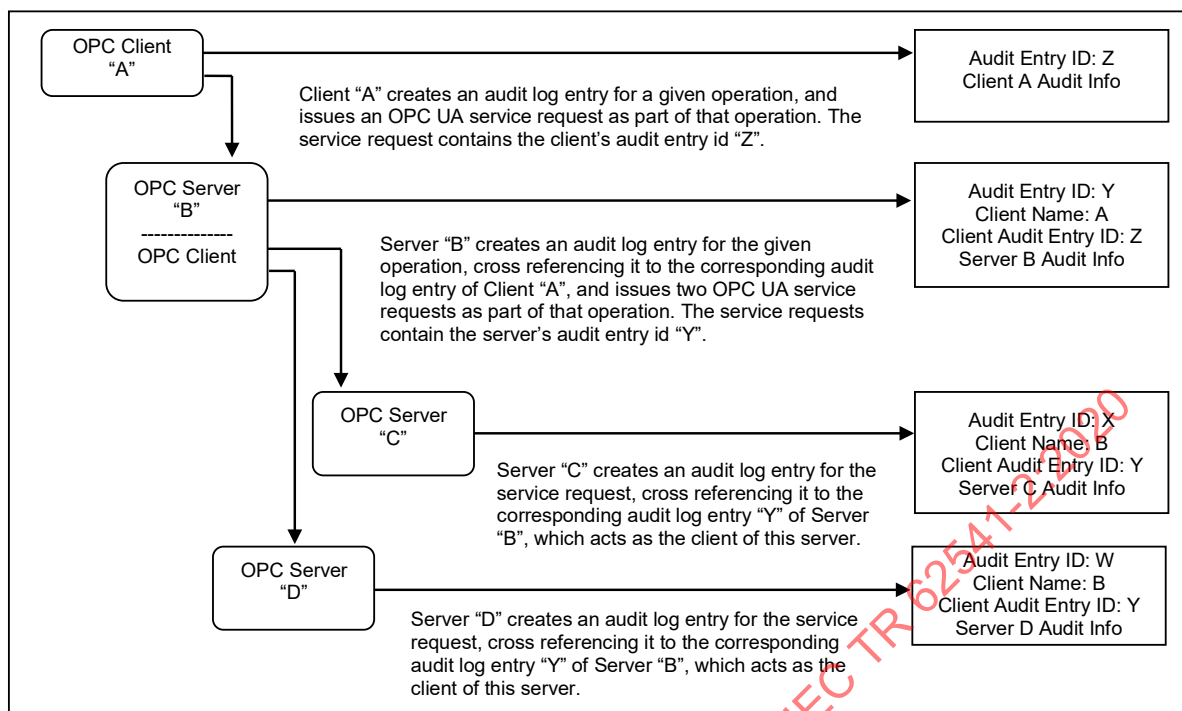 OPC Client
“A”
Audit Entry ID: Z
Client A Audit Info
Client “A” creates an audit log entry for a given operation, and
issues an OPC UA service request as part of that operation. The
service request contains the client’s audit entry id “Z”.
OPC Server
“B”
--------------
OPC Client
Audit Entry ID: Y
Client Name: A
Client Audit Entry ID: Z
Server B Audit Info
Server “B” creates an audit log entry for the given
operation, cross referencing it to the corresponding audit
log entry of Client “A”, and issues two OPC UA service
requests as part of that operation. The service requests
contain the server’s audit entry id “Y”.
OPC Server
“C”
Audit Entry ID: X
Client Name: B
Client Audit Entry ID: Y
Server C Audit Info
Server “C” creates an audit log entry for the
service request, cross referencing it to the
corresponding audit log entry “Y” of Server
“B”, which acts as the client of this server.
OPC Server
“D”
Audit Entry ID: W
Client Name: B
Client Audit Entry ID: Y
Server D Audit Info
Server “D” creates an audit log entry for the service
request, cross referencing it to the corresponding
audit log entry “Y” of Server “B”, which acts as the
client of this server.
EC TR 62541-2:2020